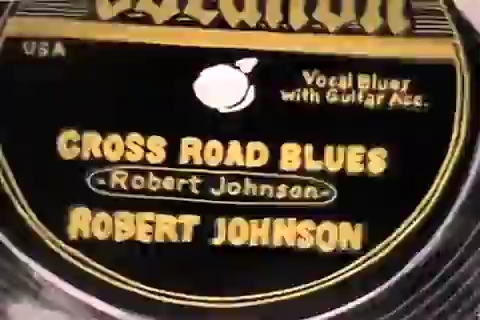 USA
Vocal Blues
with Guitar Acc.
CROSS ROAD BLUES
-Robert Johnson-
ROBERT JOHNSON